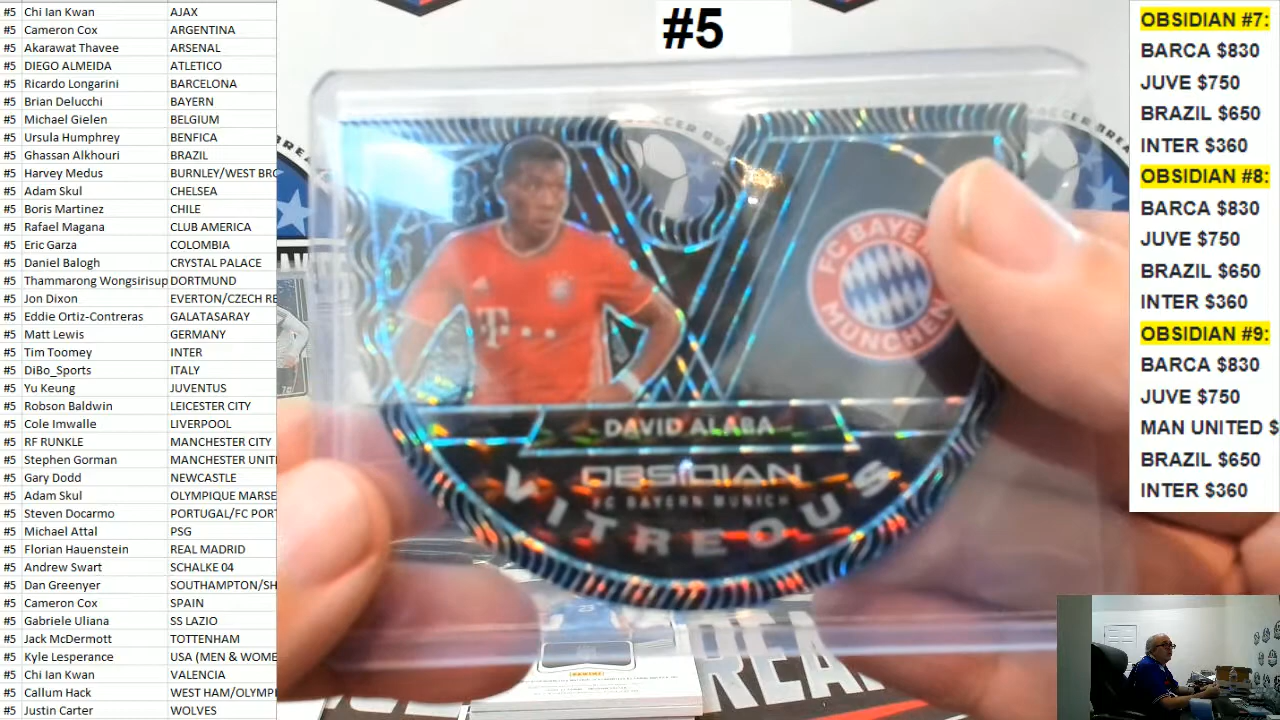 #5 Chi Ian Kwan AJAX
#5 Cameron Cox ARGENTINA
#5 Akarawat Thavee ARSENAL
#5 DIEGO ALMEIDA ATLETICO
#5 Ricardo Longarini BARCELONA
#5 Brian Delucchi BAYERN
#5 Michael Gielen BELGIUM
#5 Ursula Humphrey BENFICA
#5 Ghassan Alkhouri BRAZIL
#5 Harvey Medus BURNLEY/WEST BRO
#5 Adam Skul CHELSEA
#5 Boris Martinez CHILE
#5 Rafael Magana CLUB AMERICA
#5 Eric Garza COLOMBIA
#5 Daniel Balogh CRYSTAL PALACE
#5 Thammarong Wongsirisup DORTMUND
#5 Jon Dixon EVERTON/CZECH RE
#5 Eddie Ortiz-Contreras GALATASARAY
#5 Matt Lewis GERMANY
#5 Tim Toomey INTER
#5 DiBo_Sports ITALY
#5 Yu Keung JUVENTUS
#5 Robson Baldwin LEICESTER CITY
#5 Cole Imwalle LIVERPOOL
#5 RF RUNKLE MANCHESTER CITY
#5 Stephen Gorman MANCHESTER UNIT
#5 Gary Dodd NEWCASTLE
#5 Adam Skul OLYMPIQUE MARSE
#5 Steven Docarmo PORTUGAL/FC POR
#5 Michael Attal PSG
#5 Florian Hauenstein REAL MADRID
#5 Andrew Swart SCHALKE 04
#5 Dan Greenyer SOUTHAMPTON/SH
#5 Cameron Cox SPAIN
#5 Gabriele Uliana SS LAZIO
#5 Jack McDermott TOTTENHAM
#5 Kyle Lesperance USA (MEN & WOME
#5 Chi Ian Kwan VALENCIA
#5 Callum Hack WESTHAM/OLYMP
#5 Justin Carter WOLVES
#5
FC BAYE
MÜNCHEN
T
DAVID ALABA
OBSIDIAN
FC BAYERN MUNICH
VITREOUS
23
PANINI
REA
OBSIDIAN #7:
BARCA $830
JUVE $750
BRAZIL $650
INTER $360
OBSIDIAN #8:
BARCA $830
JUVE $750
BRAZIL $650
INTER $360
OBSIDIAN #9:
BARCA $830
JUVE $750
MAN UNITED $
BRAZIL $650
INTER $360